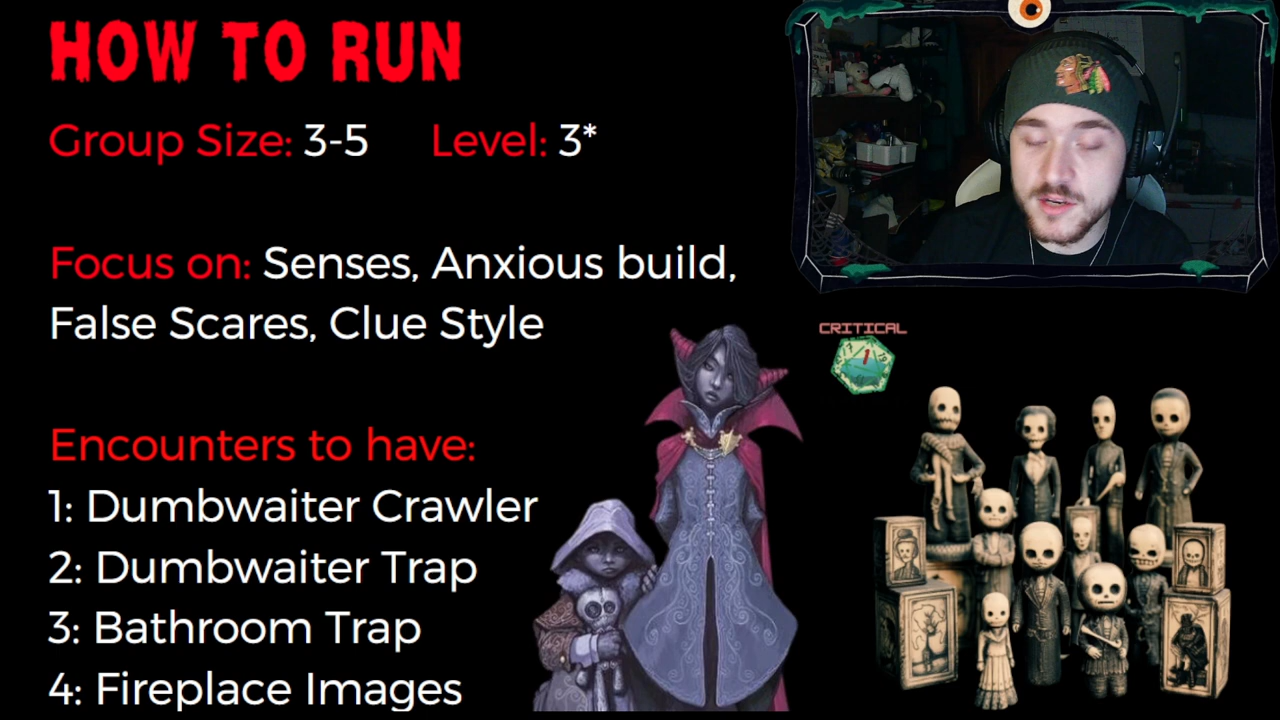 HOW TO RUN
Group Size: 3-5 Level: 3*
Focus on: Senses, Anxious build,
False Scares, Clue Style
CRITICAL
1
Encounters to have:
1: Dumbwaiter Crawler
2: Dumbwaiter Trap
3: Bathroom Trap
4: Fireplace Images